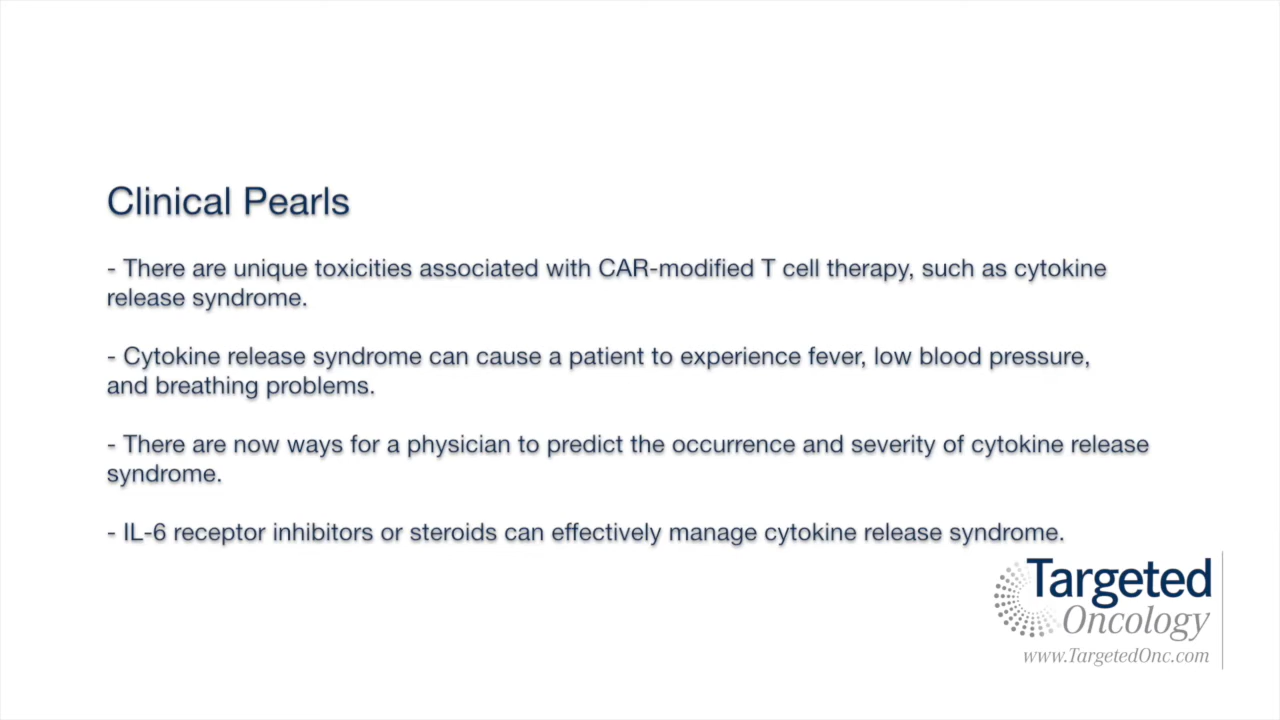 Clinical Pearls
- There are unique toxicities associated with CAR-modified T cell therapy, such as cytokine
release syndrome.
- Cytokine release syndrome can cause a patient to experience fever, low blood pressure,
and breathing problems.
- There are now ways for a physician to predict the occurrence and severity of cytokine release
syndrome.
- IL-6 receptor inhibitors or steroids can effectively manage cytokine release syndrome.
Targeted
Oncology
www.TargetedOnc.com